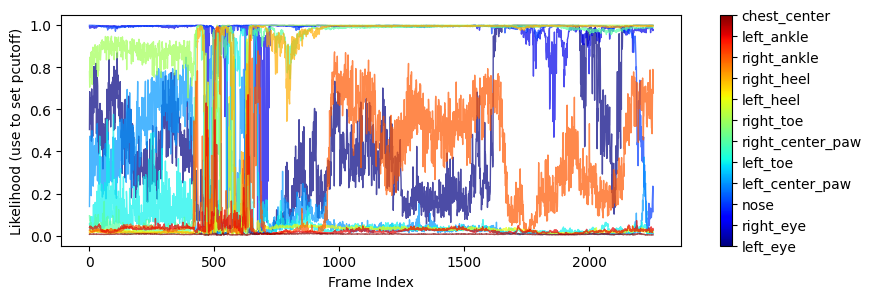 Likelihood (use to set pcutoff)
1.0
0.8
0.6
0.4
0.2
0.0
0
500
1000
1500
2000
Frame Index
chest_center
left_ankle
right_ankle
right_heel
left_heel
right_toe
right_center_paw
left_toe
left_center_paw
nose
right_eye
left_eye